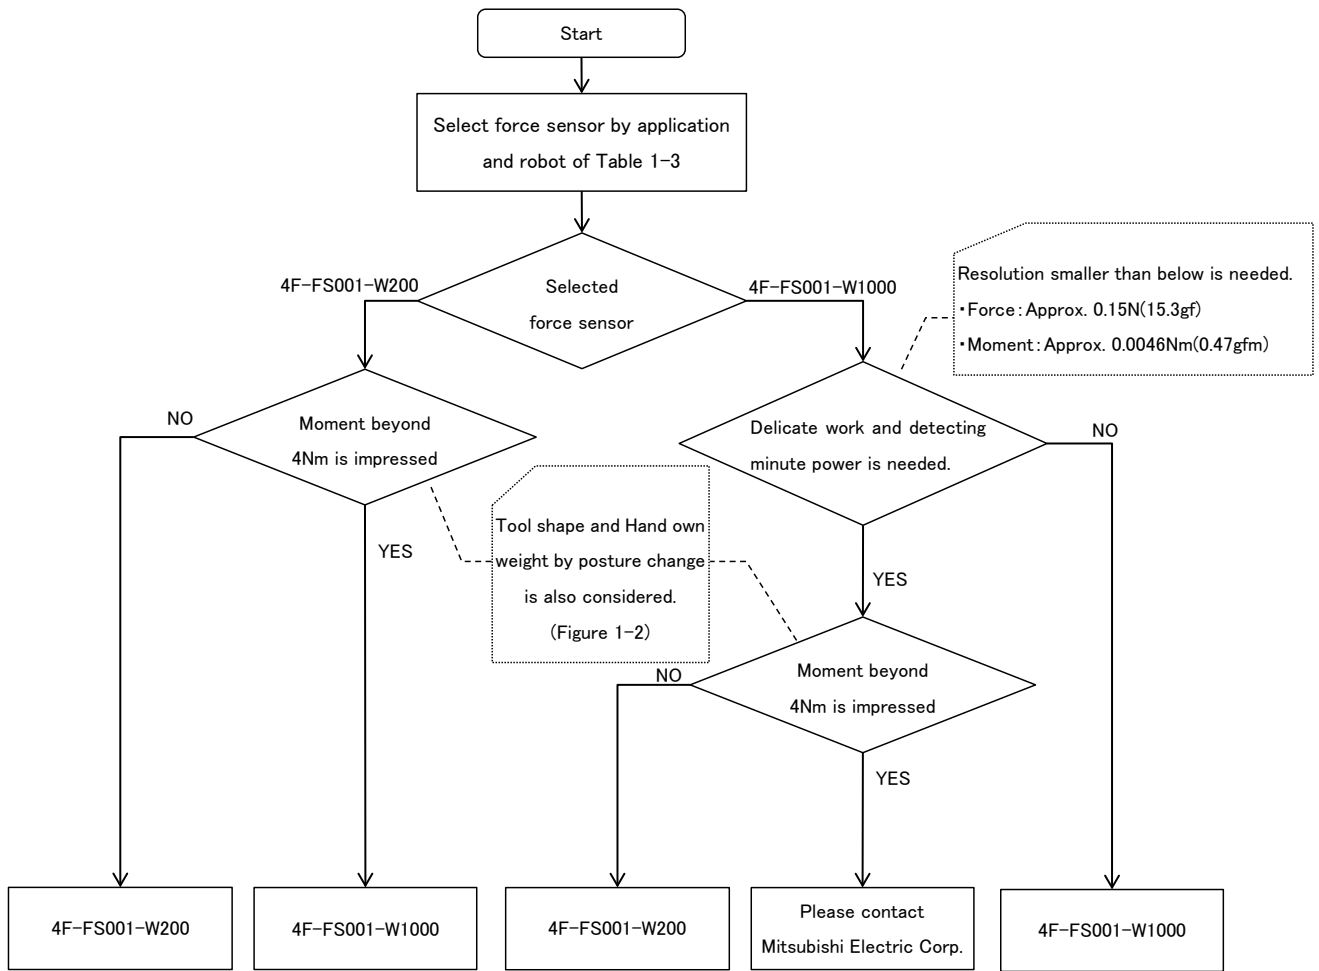 Start
Select force sensor by application
and robot of Table 1-3
Selected
force sensor
4F-FS001-W200
4F-FS001-W1000
Resolution smaller than below is needed.
・Force：Approx. 0.15N(15.3gf)
・Moment：Approx. 0.0046Nm(0.47gfm)
NO
Moment beyond
4Nm is impressed
YES
Delicate work and detecting
minute power is needed.
NO
YES
Tool shape and Hand own
weight by posture change
is also considered.
(Figure 1-2)
NO
Moment beyond
4Nm is impressed
YES
4F-FS001-W200
4F-FS001-W1000
4F-FS001-W200
Please contact
Mitsubishi Electric Corp.
4F-FS001-W1000